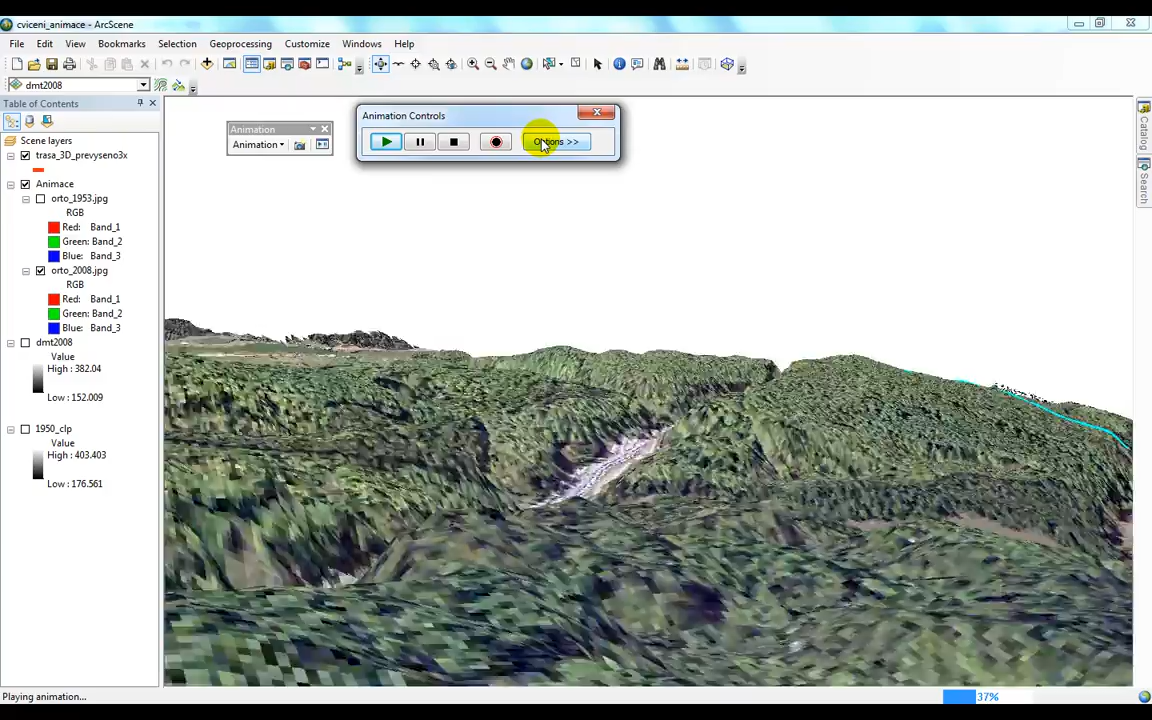 cviceni_animace - ArcScene
File Edit View Bookmarks Selection Geoprocessing Customize Windows Help
dmt2008
Table of Contents
Scene layers
trasa_3D_prevyseno3x
Animace
orto_1953.jpg
RGB
Red: Band_1
Green: Band_2
Blue: Band_3
orto_2008.jpg
RGB
Red: Band_1
Green: Band_2
Blue: Band_3
dmt2008
Value
High : 382.04
Low : 152.009
1950_clp
Value
High : 403.403
Low : 176.561
Animation
Animation
Animation Controls
Options >>
Catalog
Search
Playing animation...
37%